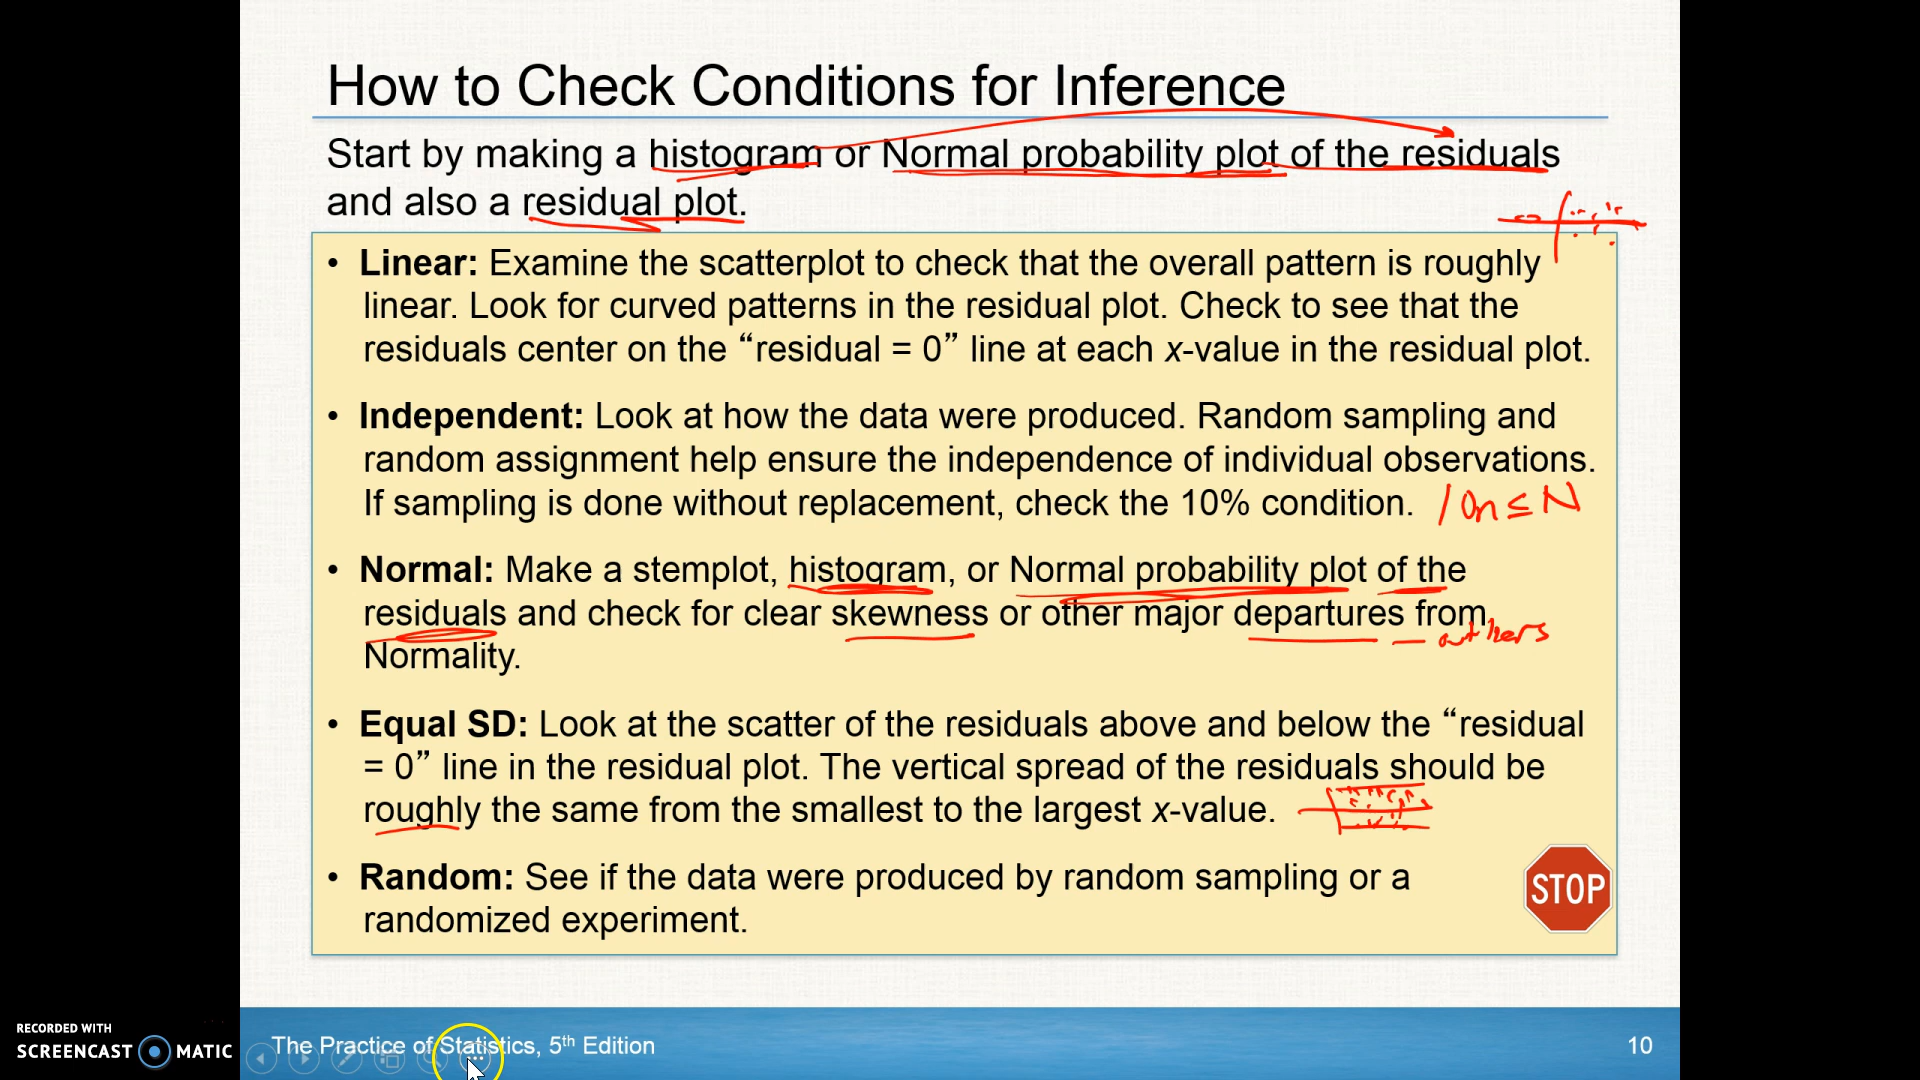 How to Check Conditions for Inference
Start by making a histogram or Normal probability plot of the residuals
and also a residual plot.
• Linear: Examine the scatterplot to check that the overall pattern is roughly
linear. Look for curved patterns in the residual plot. Check to see that the
residuals center on the “residual = 0” line at each x-value in the residual plot.
• Independent: Look at how the data were produced. Random sampling and
random assignment help ensure the independence of individual observations.
If sampling is done without replacement, check the 10% condition. 10n ≤ N
• Normal: Make a stemplot, histogram, or Normal probability plot of the
residuals and check for clear skewness or other major departures from
outliers
Normality.
• Equal SD: Look at the scatter of the residuals above and below the “residual
= 0” line in the residual plot. The vertical spread of the residuals should be
roughly the same from the smallest to the largest x-value.
• Random: See if the data were produced by random sampling or a
randomized experiment.
STOP
RECORDED WITH
SCREENCAST MATIC
The Practice of Statistics, 5th Edition
10